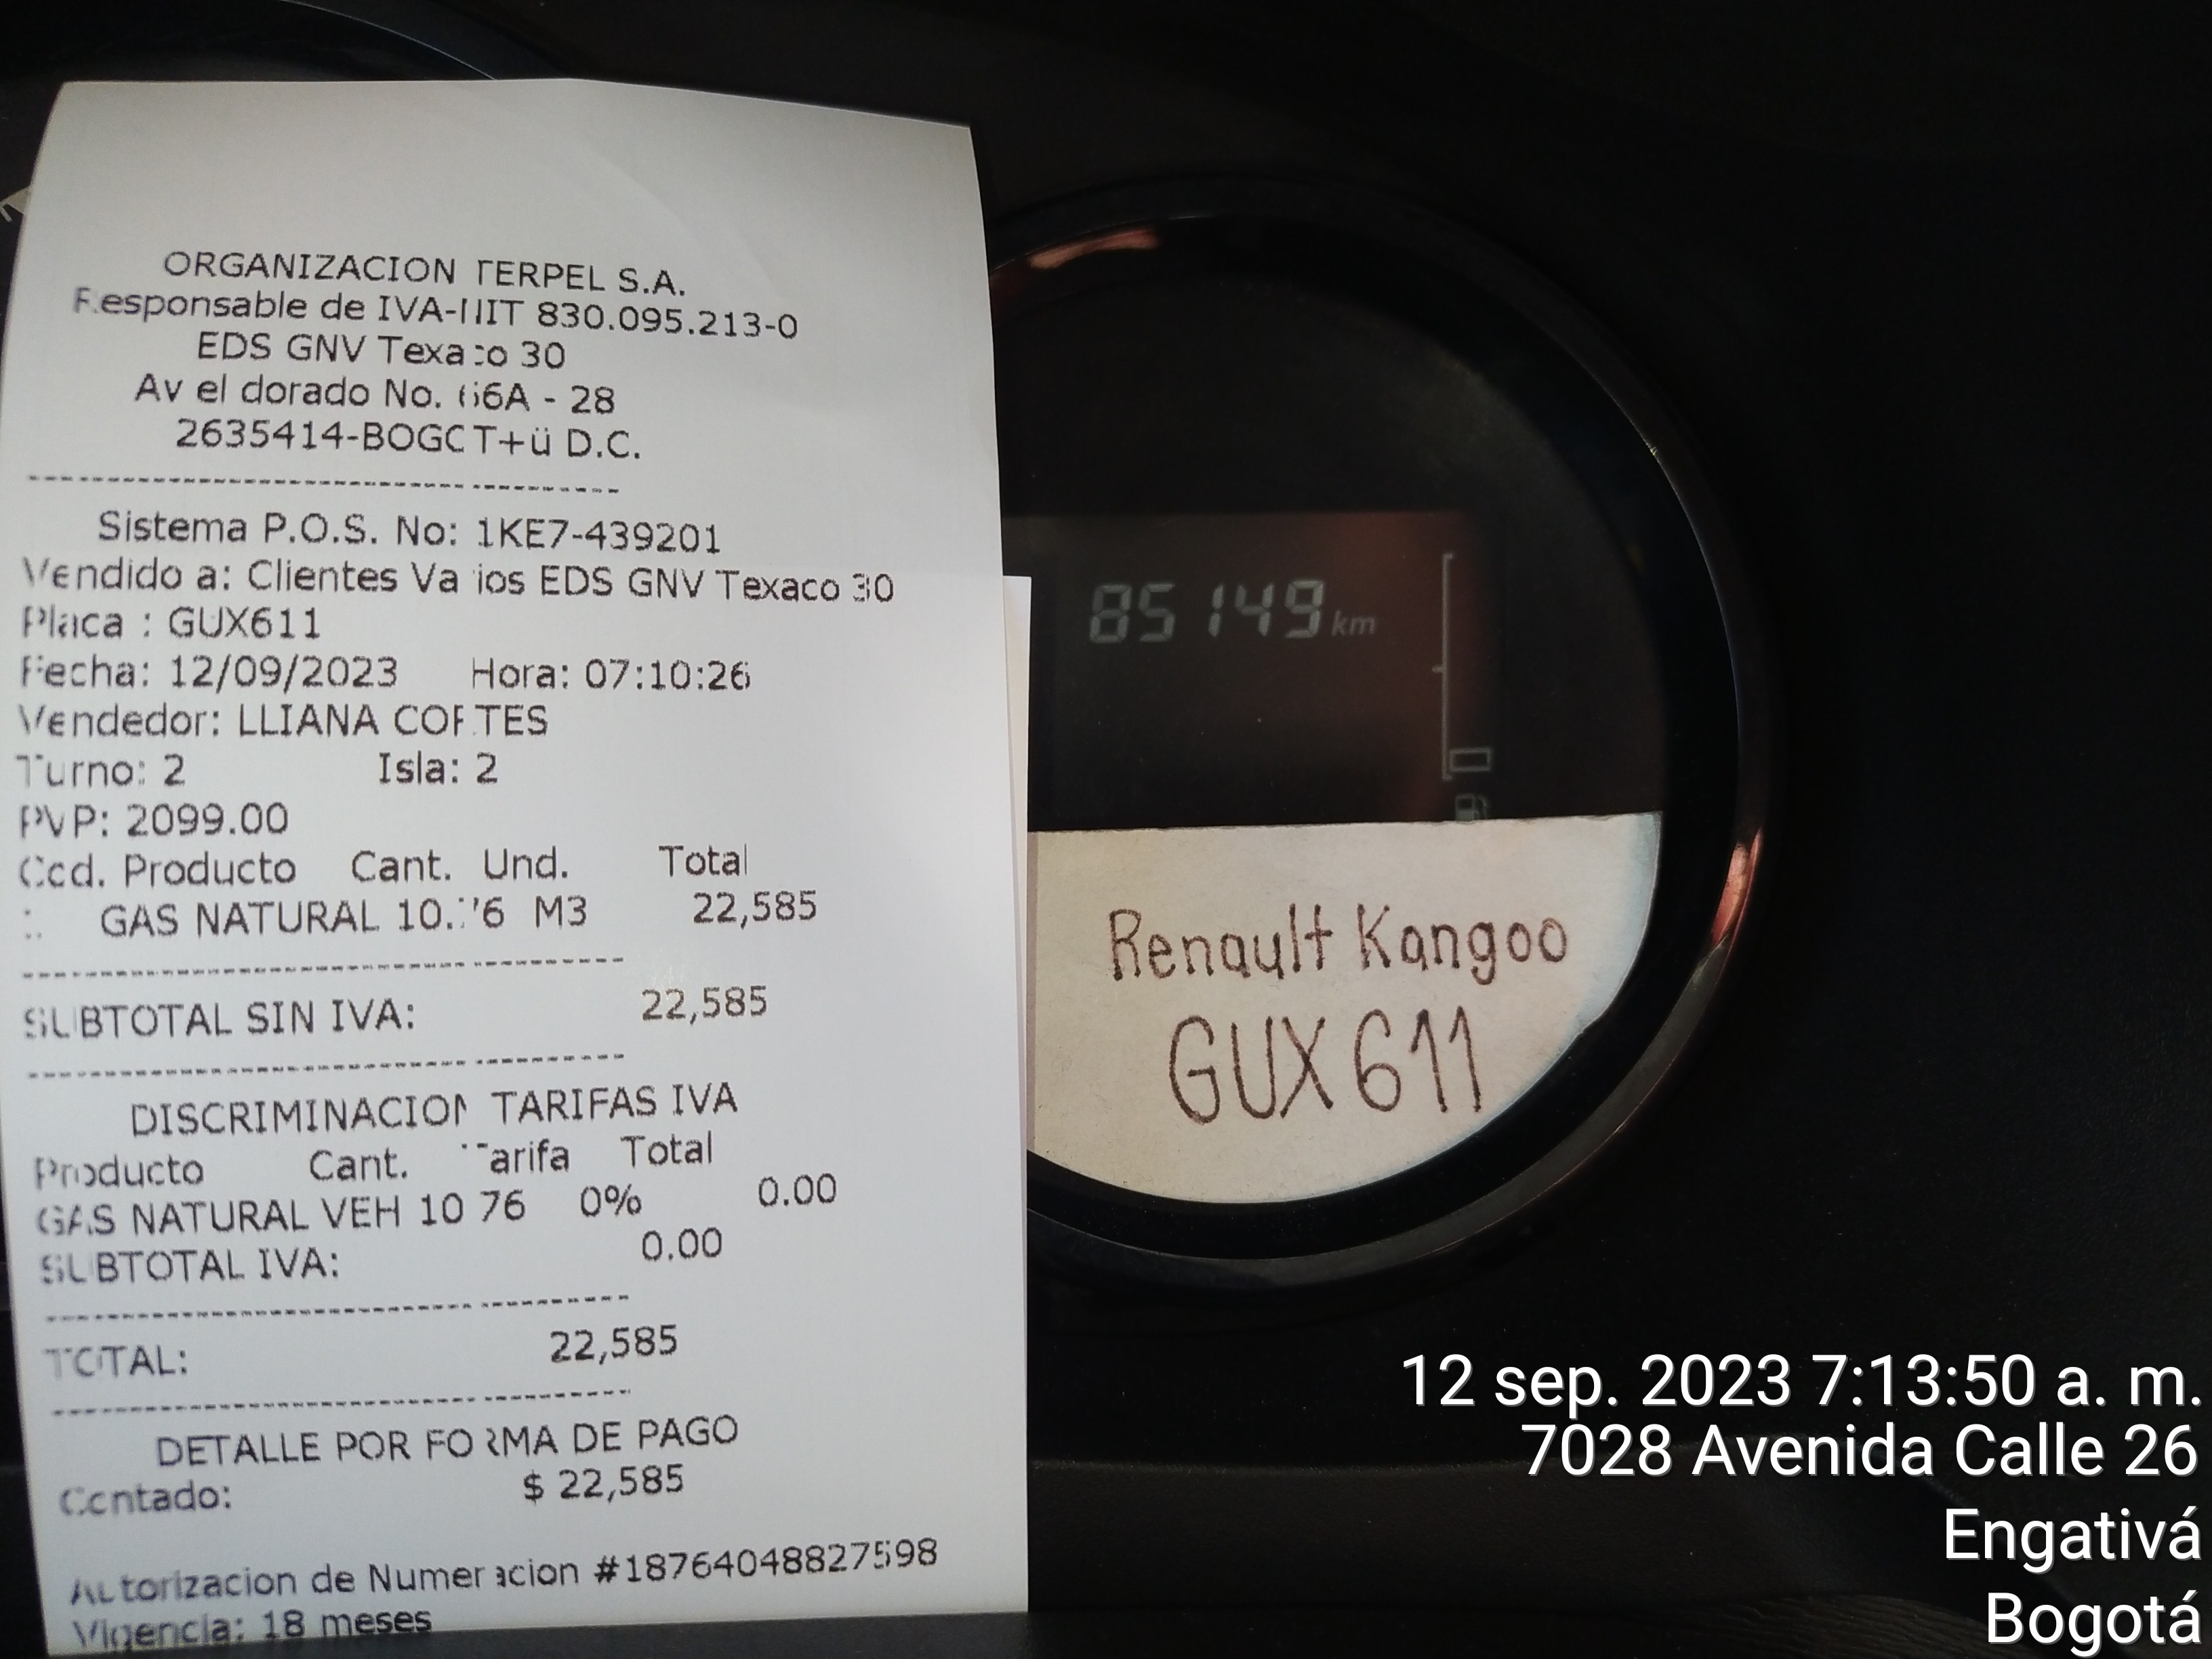 ORGANIZACION TERPEL S.A.
Responsable de IVA-NIT 830.095.213-0
EDS GNV Texaco 30
Av el dorado No. 66A - 28
2635414-BOGOT+ü D.C.
Sistema P.O.S. No: 1KE7-439201
Vendido a: Clientes Varios EDS GNV Texaco 30
Placa : GUX611
Fecha: 12/09/2023 Hora: 07:10:26
Vendedor: LLIANA CORTES
Turno: 2 Isla: 2
PVP: 2099.00
Cod. Producto Cant. Und. Total
GAS NATURAL 10.76 M3 22,585
SUBTOTAL SIN IVA: 22,585
DISCRIMINACION TARIFAS IVA
Producto Cant. Tarifa Total
GAS NATURAL VEH 10 76 0% 0.00
SUBTOTAL IVA: 0.00
TOTAL: 22,585
DETALLE POR FORMA DE PAGO
Contado: $ 22,585
Autorizacion de Numeracion #18764048827598
Vigencia: 18 meses
85149 km
Renault Kangoo
GUX611
12 sep. 2023 7:13:50 a. m.
7028 Avenida Calle 26
Engativá
Bogotá